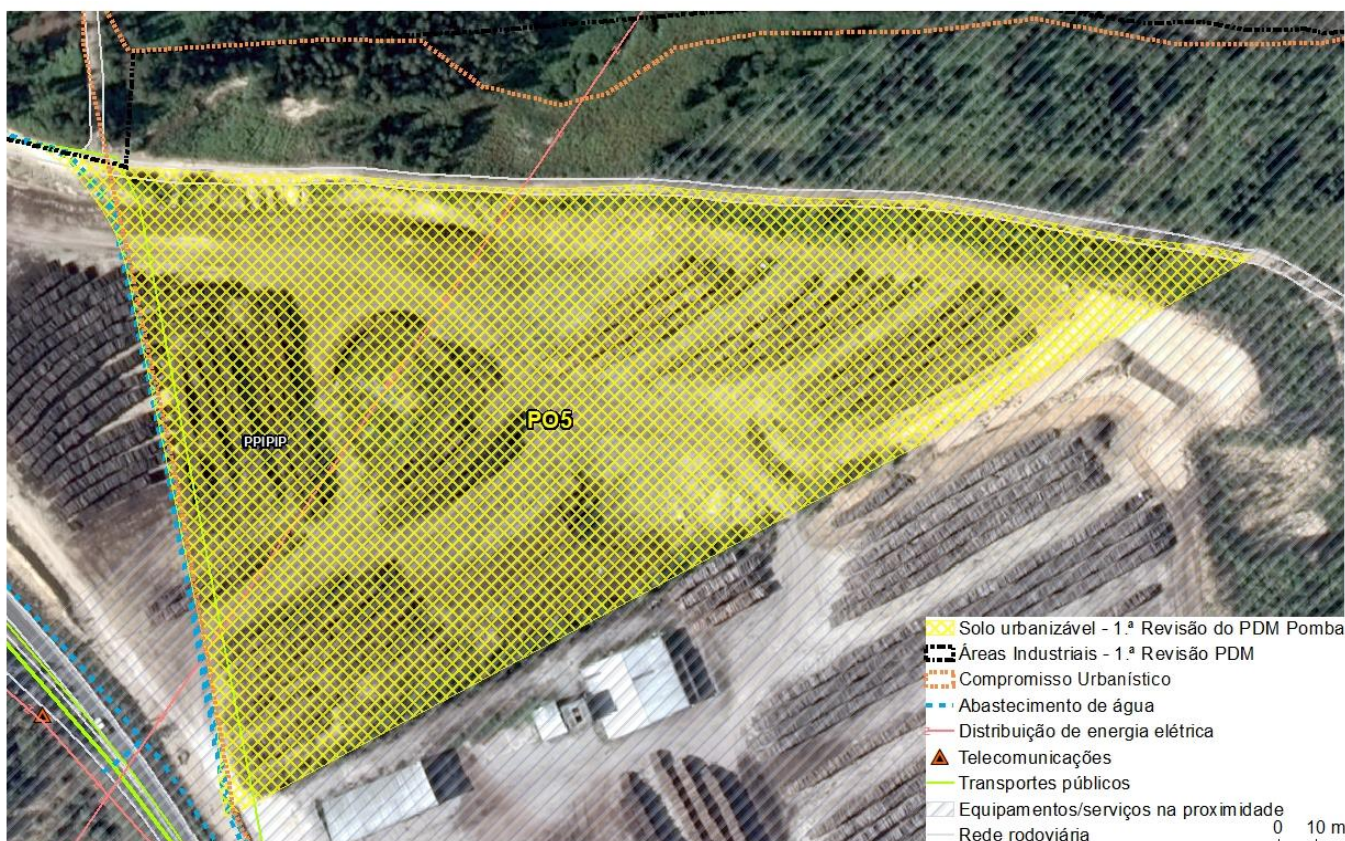 PO5
PPIPIP
Solo urbanizável - 1.ª Revisão do PDM Pomba
Áreas Industriais - 1.ª Revisão PDM
Compromisso Urbanístico
Abastecimento de água
2 Distribuição de energia elétrica
Telecomunicações
Transportes públicos
Equipamentos/serviços na proximidade
Rede rodoviária
0 10 m